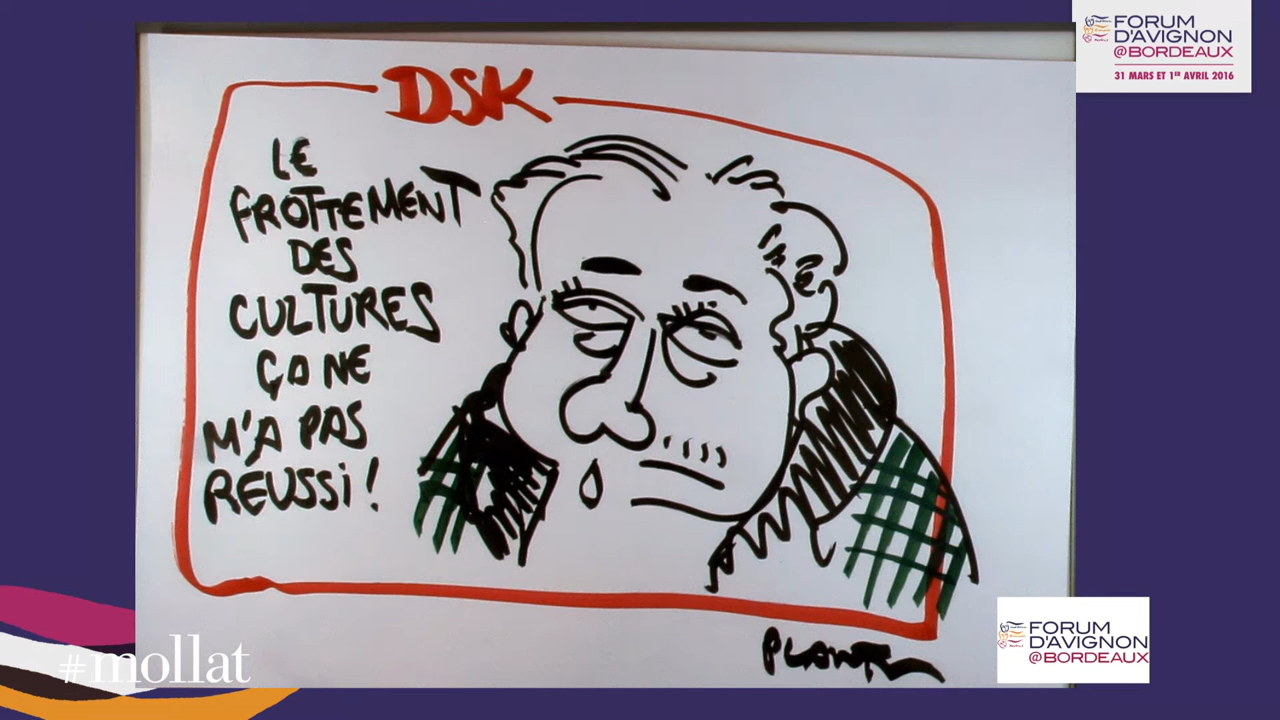 FORUM
D'AVIGNON
@BORDEAUX
31 MARS ET 1ER AVRIL 2016
DSK
LE
FROTTEMENT
DES
CULTURES
ÇA NE
M'A PAS
REUSSI !
PLANTU
FORUM
D'AVIGNON
@BORDEAUX
#mollat